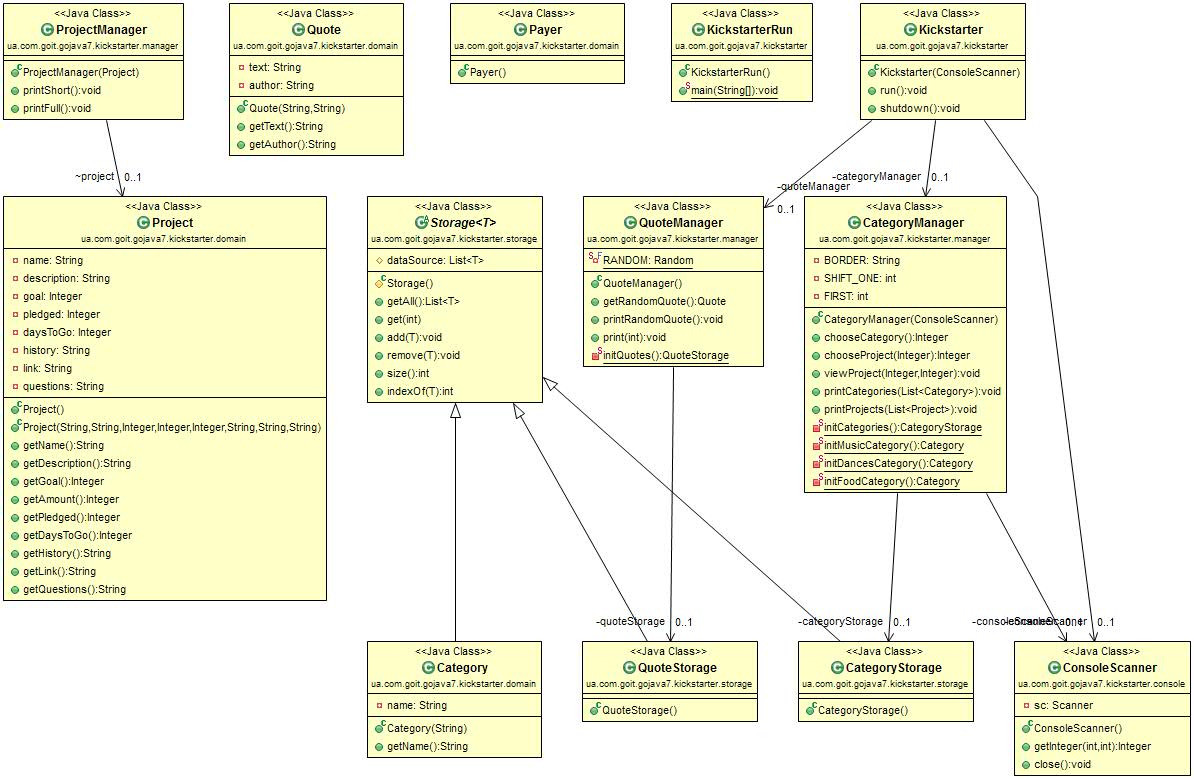 <<Java Class>>
ProjectManager
ua.com.goit.gojava7.kickstarter.manager
ProjectManager(Project)
printShort():void
printFull():void
<<Java Class>>
Quote
ua.com.goit.gojava7.kickstarter.domain
text: String
author: String
Quote(String,String)
getText():String
getAuthor():String
<<Java Class>>
Payer
ua.com.goit.gojava7.kickstarter.domain
Payer()
<<Java Class>>
KickstarterRun
ua.com.goit.gojava7.kickstarter
KickstarterRun()
main(String[]):void
<<Java Class>>
Kickstarter
ua.com.goit.gojava7.kickstarter
Kickstarter(ConsoleScanner)
run():void
shutdown():void
~project 0..1
-quoteManager
0..1
-categoryManager 0..1
<<Java Class>>
Project
ua.com.goit.gojava7.kickstarter.domain
name: String
description: String
goal: Integer
pledged: Integer
daysToGo: Integer
history: String
link: String
questions: String
Project()
Project(String,String,Integer,Integer,Integer,String,String,String)
getName():String
getDescription():String
getGoal():Integer
getAmount():Integer
getPledged():Integer
getDaysToGo():Integer
getHistory():String
getLink():String
getQuestions():String
<<Java Class>>
Storage<T>
ua.com.goit.gojava7.kickstarter.storage
dataSource: List<T>
Storage()
getAll():List<T>
get(int)
add(T):void
remove(T):void
size():int
indexOf(T):int
<<Java Class>>
QuoteManager
ua.com.goit.gojava7.kickstarter.manager
RANDOM: Random
QuoteManager()
getRandomQuote():Quote
printRandomQuote():void
print(int):void
initQuotes():QuoteStorage
<<Java Class>>
CategoryManager
ua.com.goit.gojava7.kickstarter.manager
BORDER: String
SHIFT_ONE: int
FIRST: int
CategoryManager(ConsoleScanner)
chooseCategory():Integer
chooseProject(Integer):Integer
viewProject(Integer,Integer):void
printCategories(List<Category>):void
printProjects(List<Project>):void
initCategories():CategoryStorage
initMusicCategory():Category
initDancesCategory():Category
initFoodCategory():Category
-quoteStorage 0..1
-categoryStorage 0..1
0..1
<<Java Class>>
Category
ua.com.goit.gojava7.kickstarter.domain
name: String
Category(String)
getName():String
<<Java Class>>
QuoteStorage
ua.com.goit.gojava7.kickstarter.storage
QuoteStorage()
<<Java Class>>
CategoryStorage
ua.com.goit.gojava7.kickstarter.storage
CategoryStorage()
<<Java Class>>
ConsoleScanner
ua.com.goit.gojava7.kickstarter.console
sc: Scanner
ConsoleScanner()
getInteger(int,int):Integer
close():void